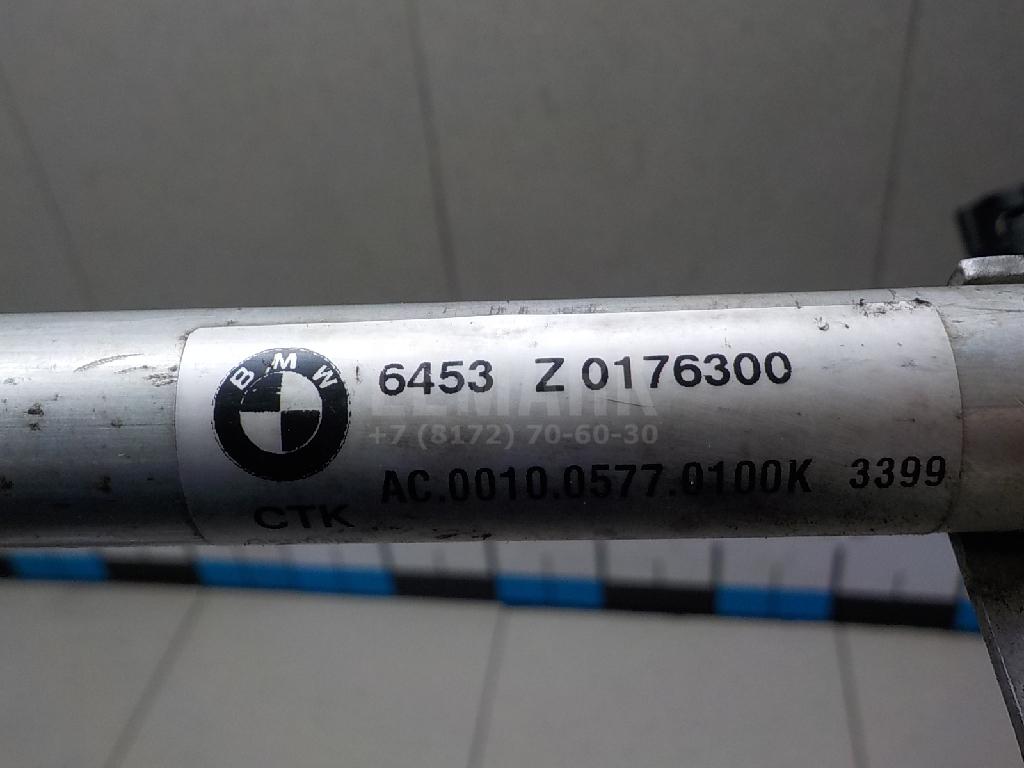 BMW
6453 Z 0176300
+7 (8172) 70-60-30
AC.0010.0577.0100K 3399
CTK